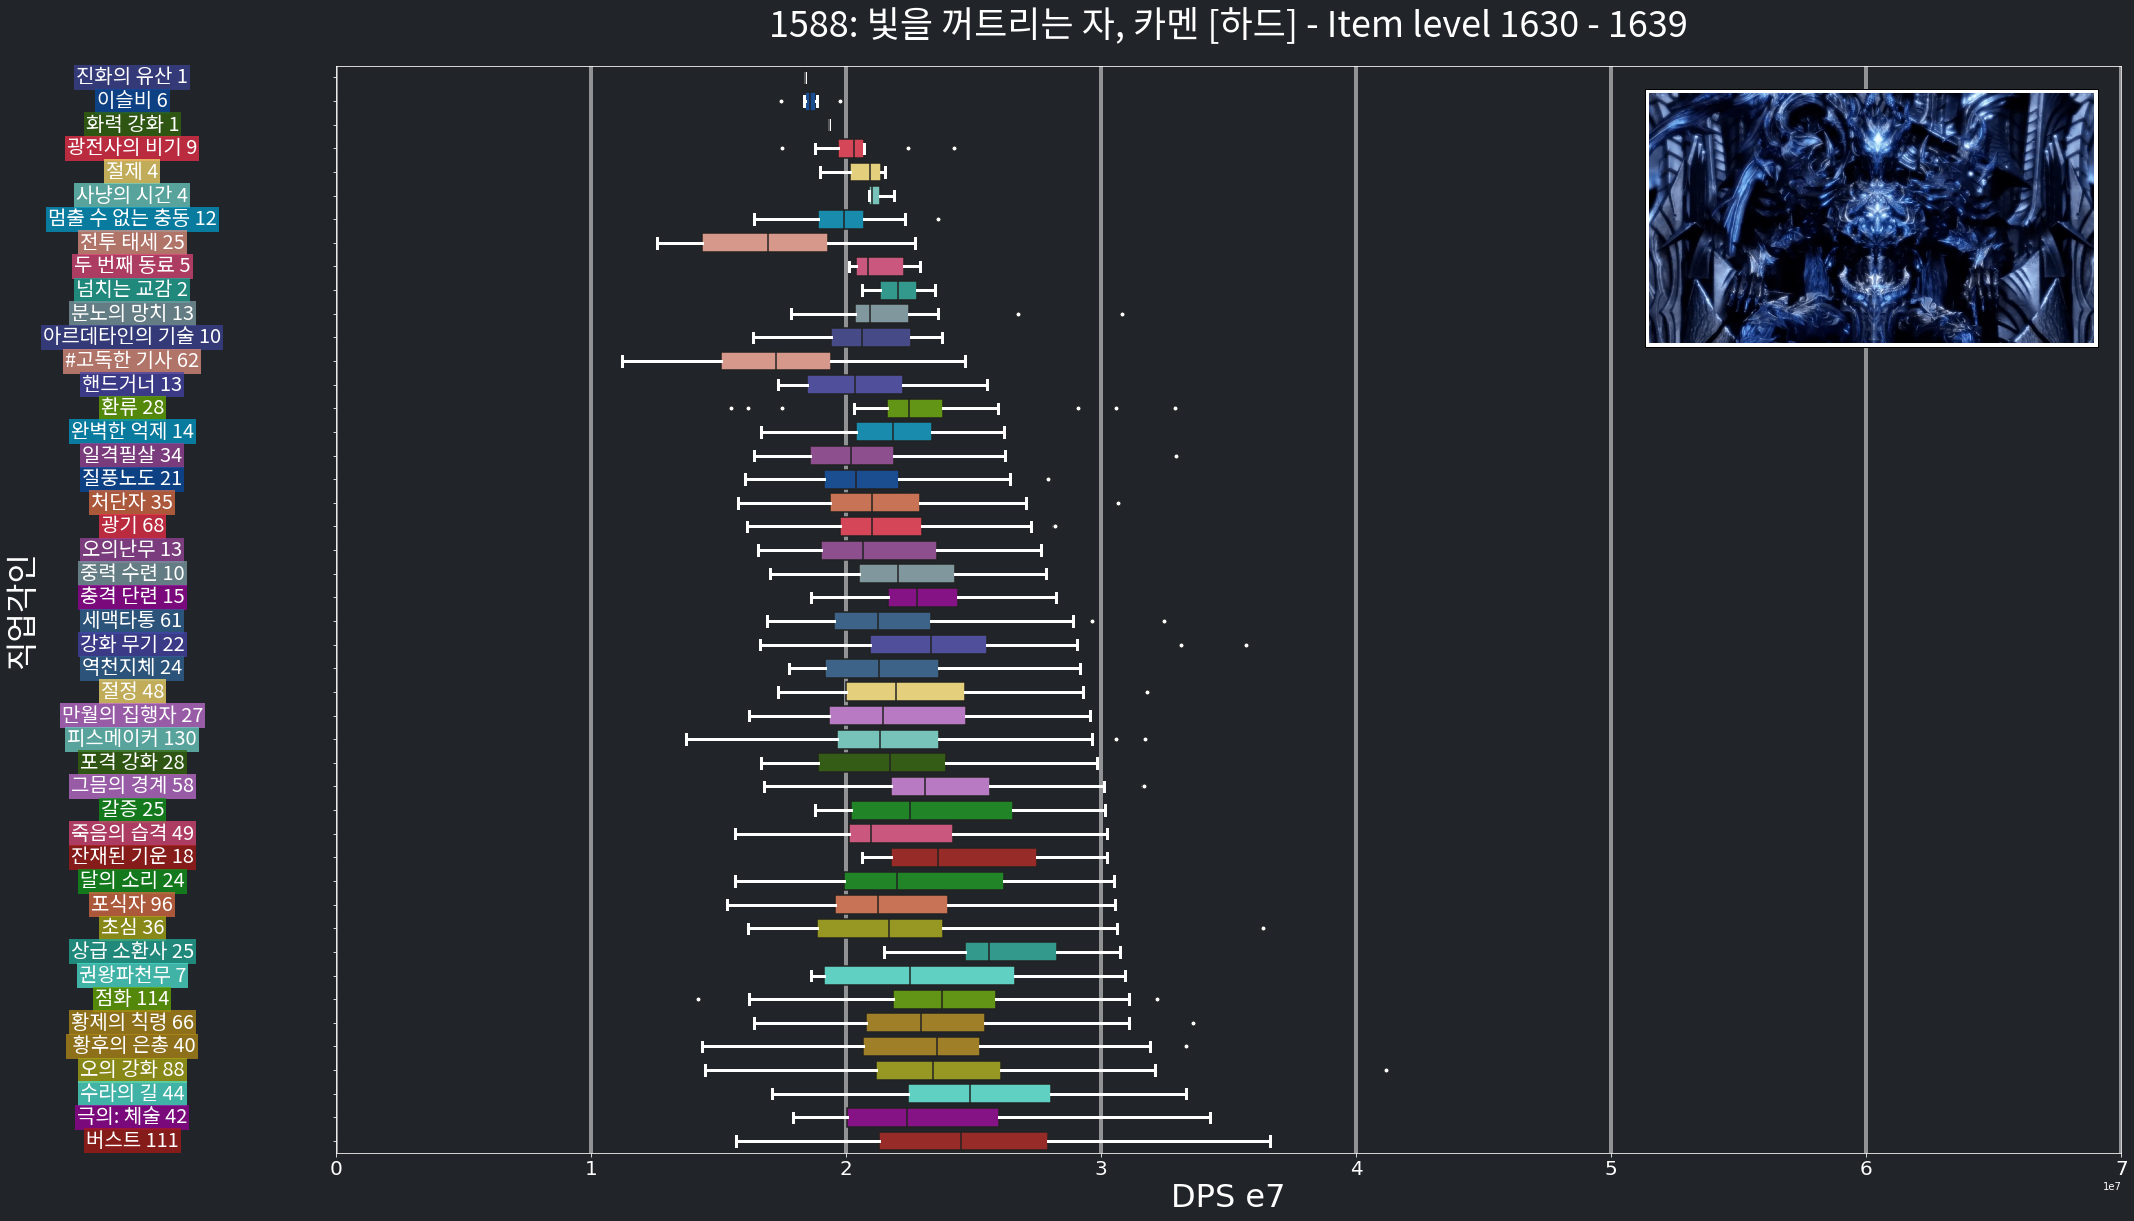 1588: 빛을 꺼트리는 자, 카멘 [하드] - Item level 1630 - 1639
직업각인
진화의 유산 1
이슬비 6
화력 강화 1
광전사의 비기 9
절제 4
사냥의 시간 4
멈출 수 없는 충동 12
전투 태세 25
두 번째 동료 5
넘치는 교감 2
분노의 망치 13
아르데타인의 기술 10
#고독한 기사 62
핸드거너 13
환류 28
완벽한 억제 14
일격필살 34
질풍노도 21
처단자 35
광기 68
오의난무 13
중력 수련 10
충격 단련 15
세맥타통 61
강화 무기 22
역천지체 24
절정 48
만월의 집행자 27
피스메이커 130
포격 강화 28
그믐의 경계 58
갈증 25
죽음의 습격 49
잔재된 기운 18
달의 소리 24
포식자 96
초심 36
상급 소환사 25
권왕파천무 7
점화 114
황제의 칙령 66
황후의 은총 40
오의 강화 88
수라의 길 44
극의: 체술 42
버스트 111
0 1 2 3 4 5 6 7
1e7
DPS e7